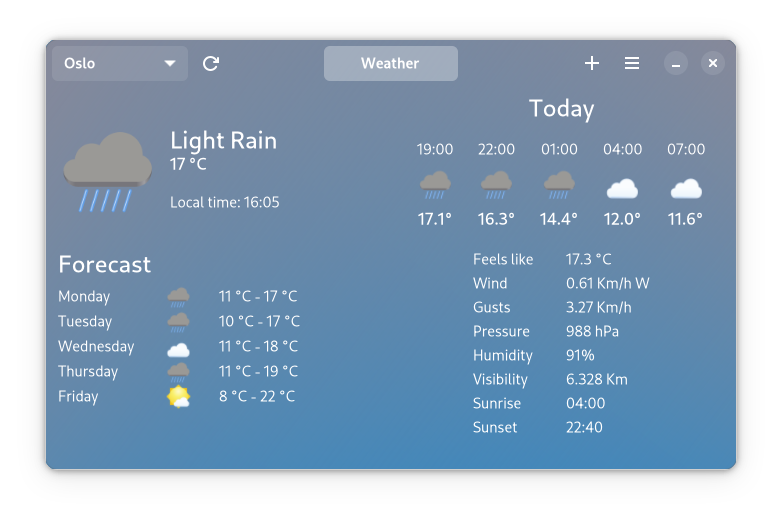 Oslo
Weather
Light Rain
17 °C
Local time: 16:05
Today
19:00 22:00 01:00 04:00 07:00
17.1° 16.3° 14.4° 12.0° 11.6°
Forecast
Monday 11 °C - 17 °C
Tuesday 10 °C - 17 °C
Wednesday 11 °C - 18 °C
Thursday 11 °C - 19 °C
Friday 8 °C - 22 °C
Feels like 17.3 °C
Wind 0.61 Km/h W
Gusts 3.27 Km/h
Pressure 988 hPa
Humidity 91%
Visibility 6.328 Km
Sunrise 04:00
Sunset 22:40